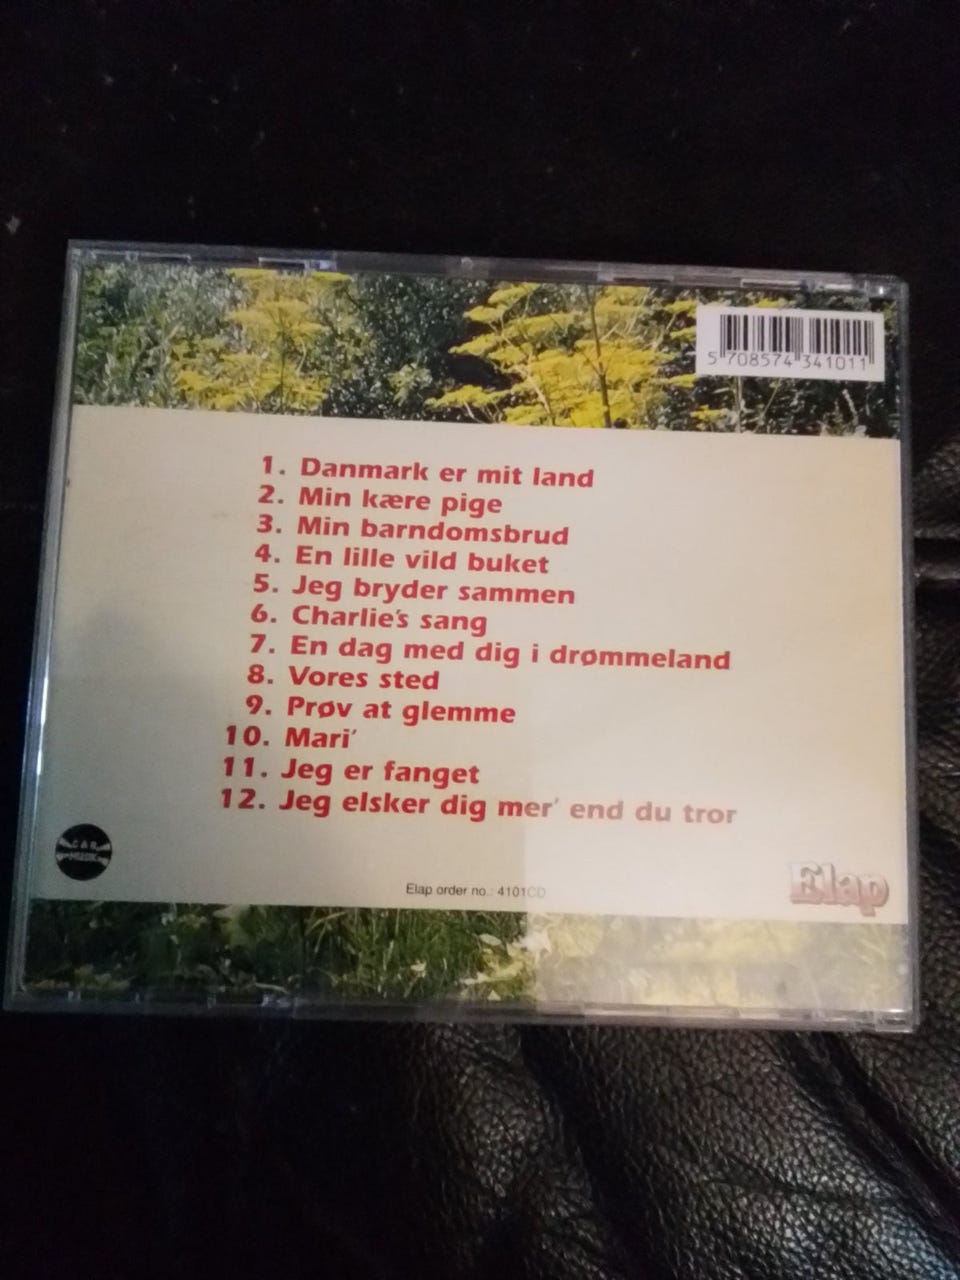 5 708574 341011
1. Danmark er mit land
2. Min kære pige
3. Min barndomsbrud
4. En lille vild buket
5. Jeg bryder sammen
6. Charlie's sang
7. En dag med dig i drømmeland
8. Vores sted
9. Prøv at glemme
10. Mari'
11. Jeg er fanget
12. Jeg elsker dig mer' end du tror
C & R
MUSIK
Elap order no.: 4101CD
Elap